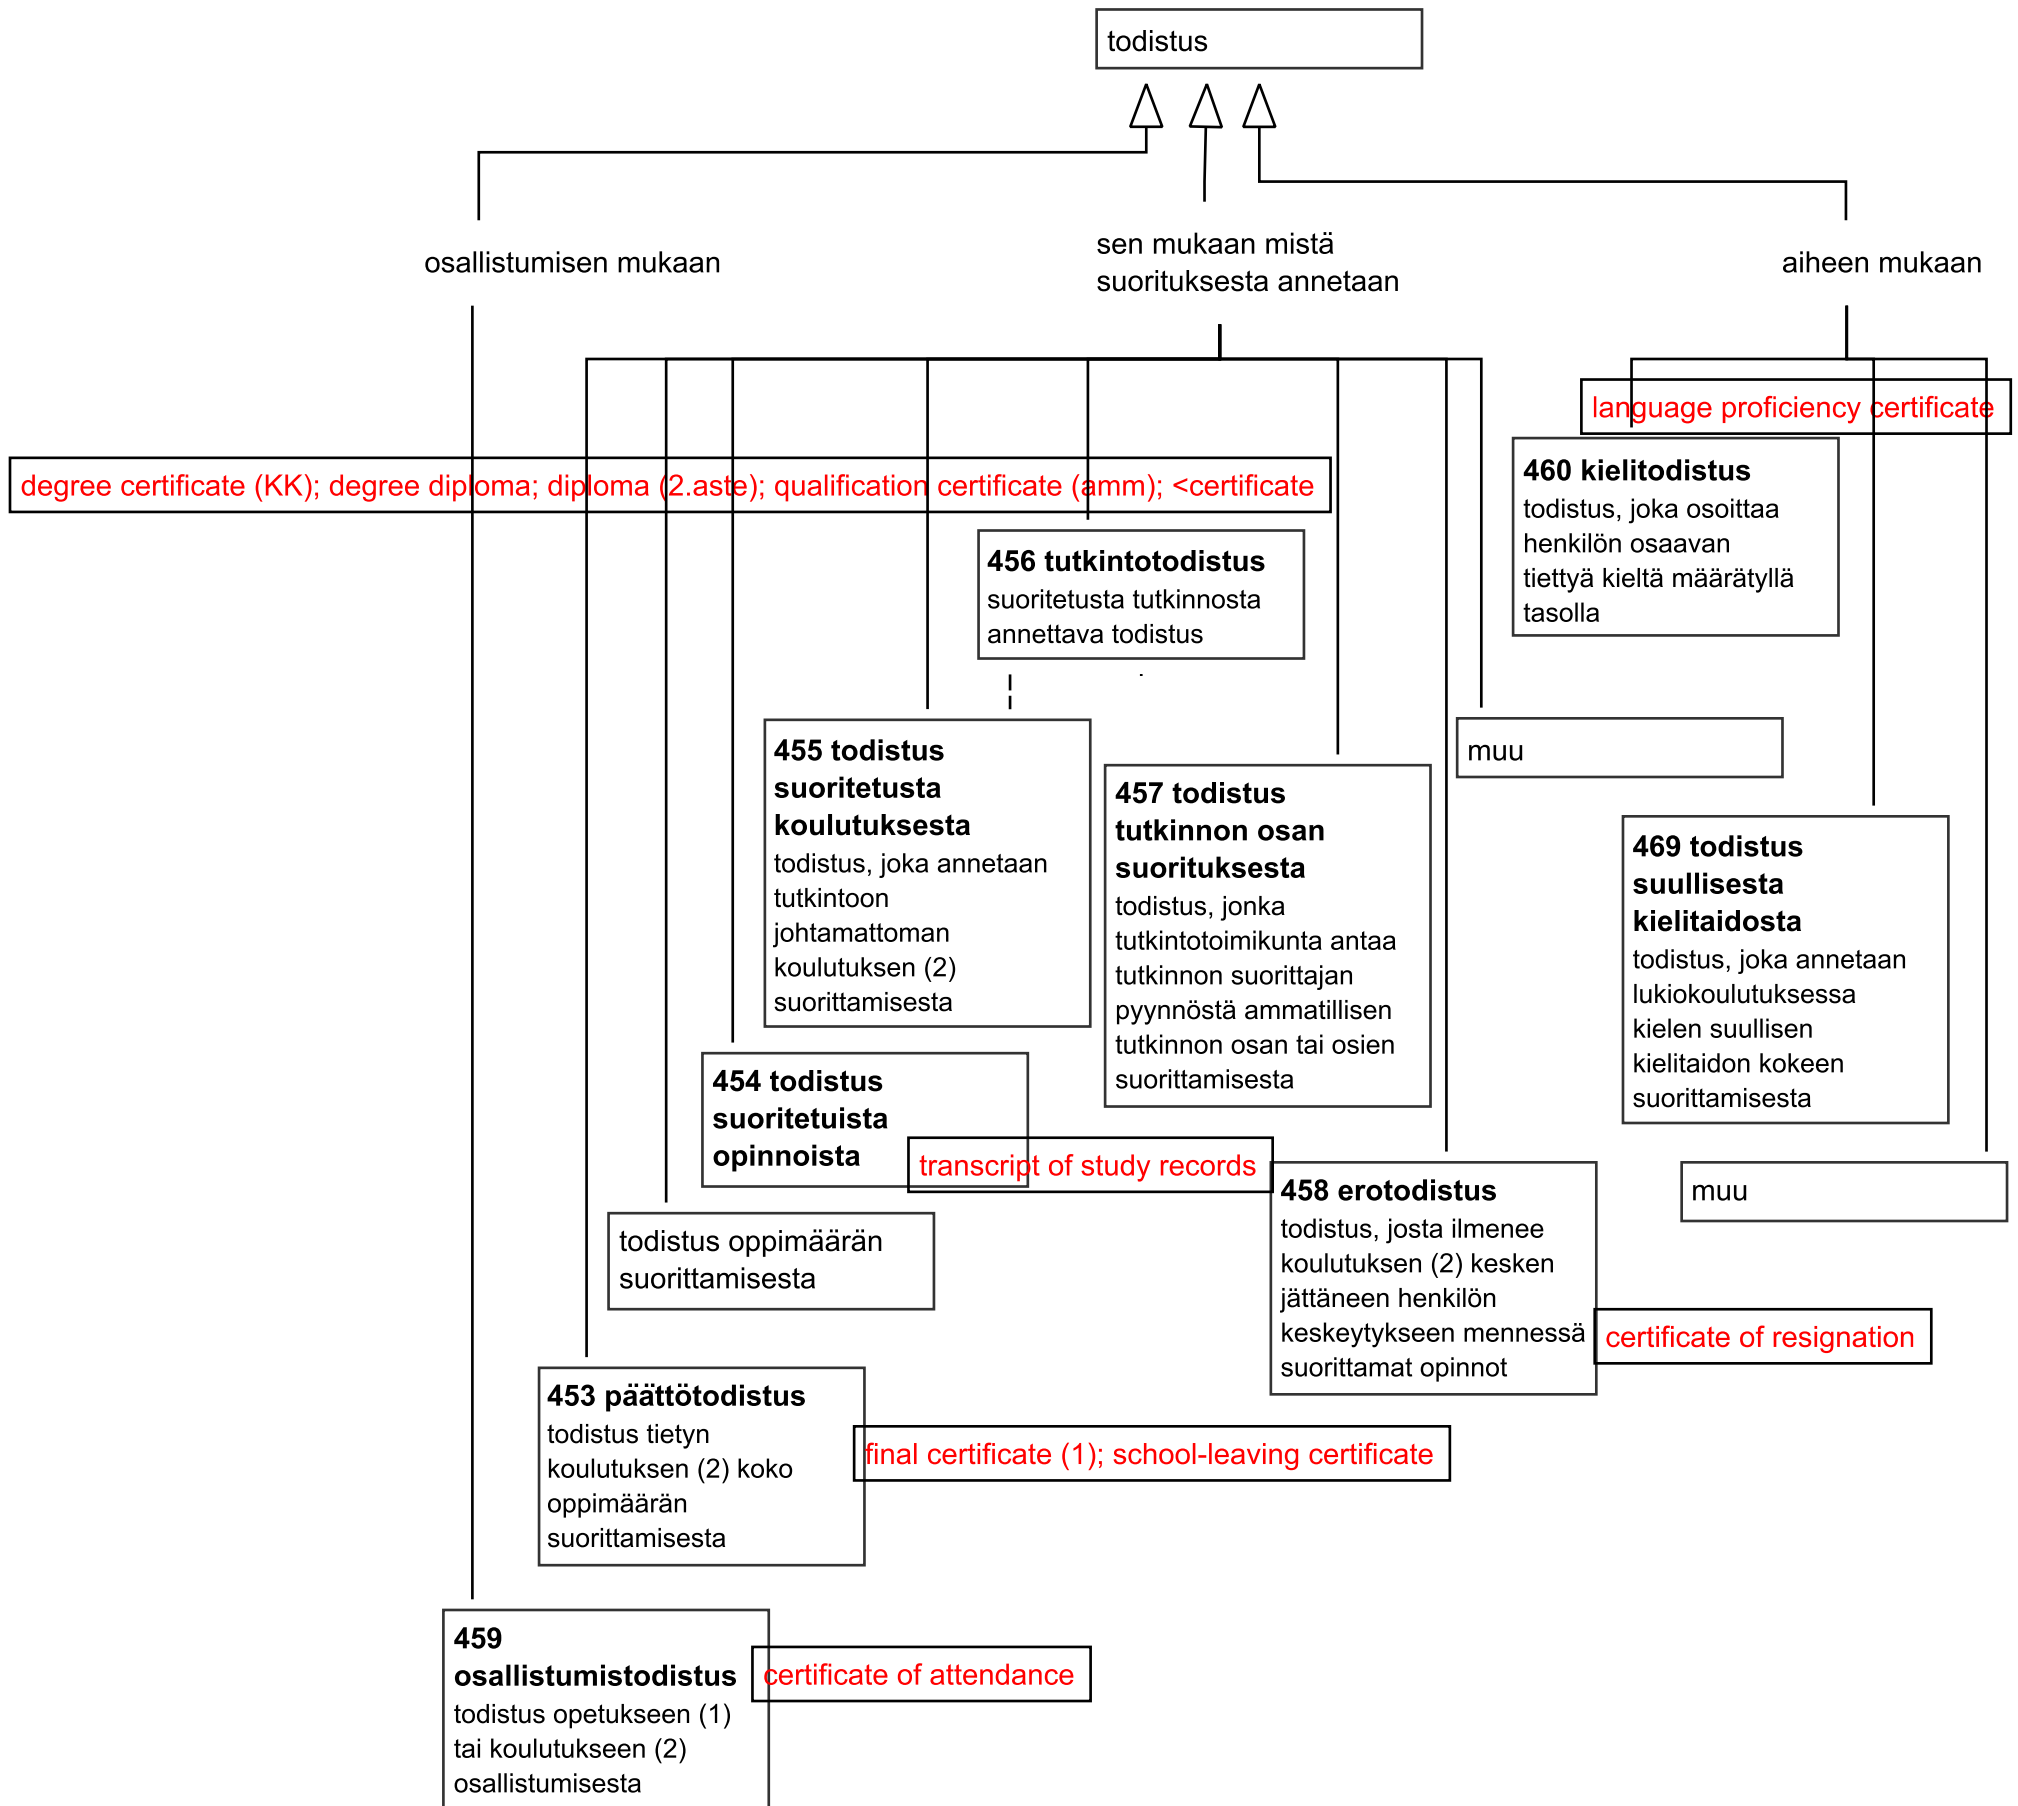 todistus
osallistumisen mukaan
sen mukaan mistä
suorituksesta annetaan
aiheen mukaan
language proficiency certificate
degree certificate (KK); degree diploma; diploma (2.aste); qualification certificate (amm); <certificate
460 kielitodistus
todistus, joka osoittaa
henkilön osaavan
tiettyä kieltä määrätyllä
tasolla
456 tutkintotodistus
suoritetusta tutkinnosta
annettava todistus
455 todistus
suoritetusta
koulutuksesta
todistus, joka annetaan
tutkintoon
johtamattoman
koulutuksen (2)
suorittamisesta
457 todistus
tutkinnon osan
suorituksesta
todistus, jonka
tutkintotoimikunta antaa
tutkinnon suorittajan
pyynnöstä ammatillisen
tutkinnon osan tai osien
suorittamisesta
muu
469 todistus
suullisesta
kielitaidosta
todistus, joka annetaan
lukiokoulutuksessa
kielen suullisen
kielitaidon kokeen
suorittamisesta
454 todistus
suoritetuista
opinnoista
transcript of study records
458 erotodistus
todistus, josta ilmenee
koulutuksen (2) kesken
jättäneen henkilön
keskeytykseen mennessä
suorittamat opinnot
muu
todistus oppimäärän
suorittamisesta
certificate of resignation
453 päättötodistus
todistus tietyn
koulutuksen (2) koko
oppimäärän
suorittamisesta
final certificate (1); school-leaving certificate
459
osallistumistodistus
todistus opetukseen (1)
tai koulutukseen (2)
osallistumisesta
certificate of attendance